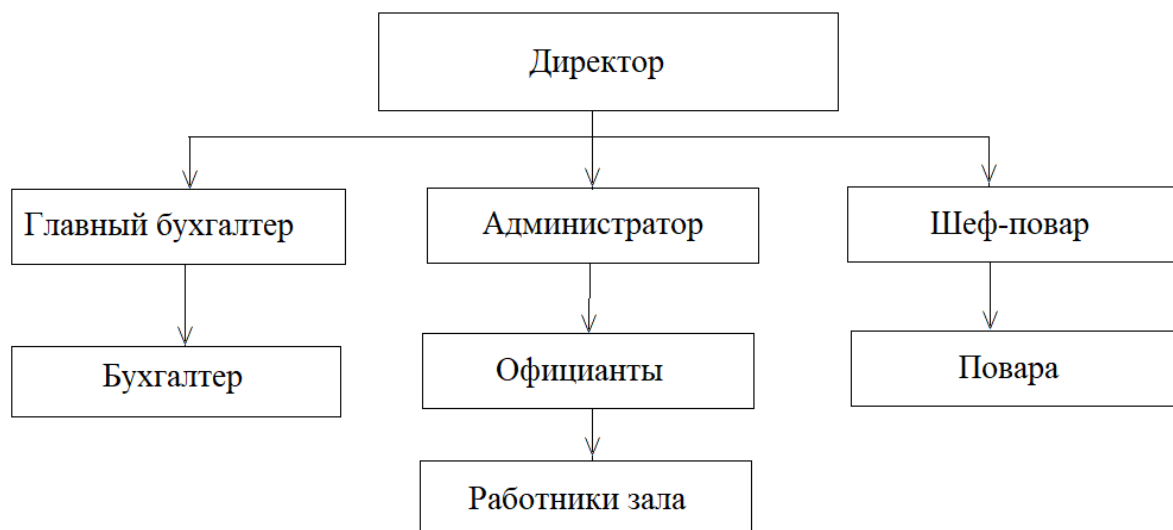 Директор
Главный бухгалтер
Администратор
Шеф-повар
Бухгалтер
Официанты
Повара
Работники зала